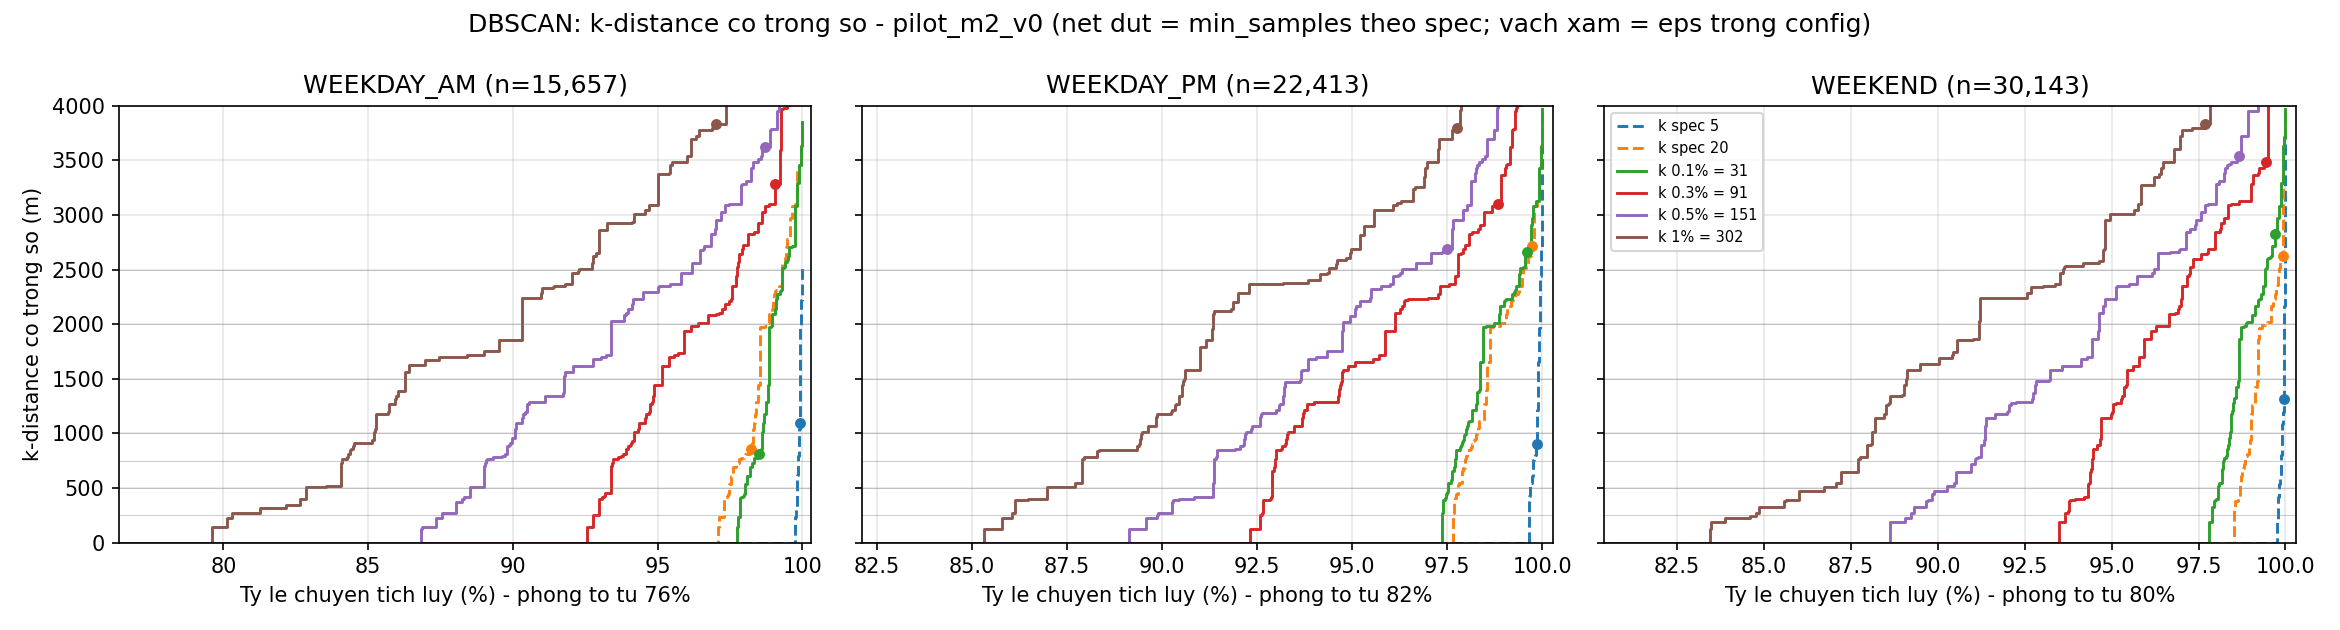 DBSCAN: k-distance co trong so - pilot_m2_v0 (net dut = min_samples theo spec; vach xam = eps trong config)
WEEKDAY_AM (n=15,657)
WEEKDAY_PM (n=22,413)
WEEKEND (n=30,143)
k-distance co trong so (m)
4000
3500
3000
2500
2000
1500
1000
500
0
k spec 5
k spec 20
k 0.1% = 31
k 0.3% = 91
k 0.5% = 151
k 1% = 302
80 85 90 95 100
82.5 85.0 87.5 90.0 92.5 95.0 97.5 100.0
82.5 85.0 87.5 90.0 92.5 95.0 97.5 100.0
Ty le chuyen tich luy (%) - phong to tu 76%
Ty le chuyen tich luy (%) - phong to tu 82%
Ty le chuyen tich luy (%) - phong to tu 80%